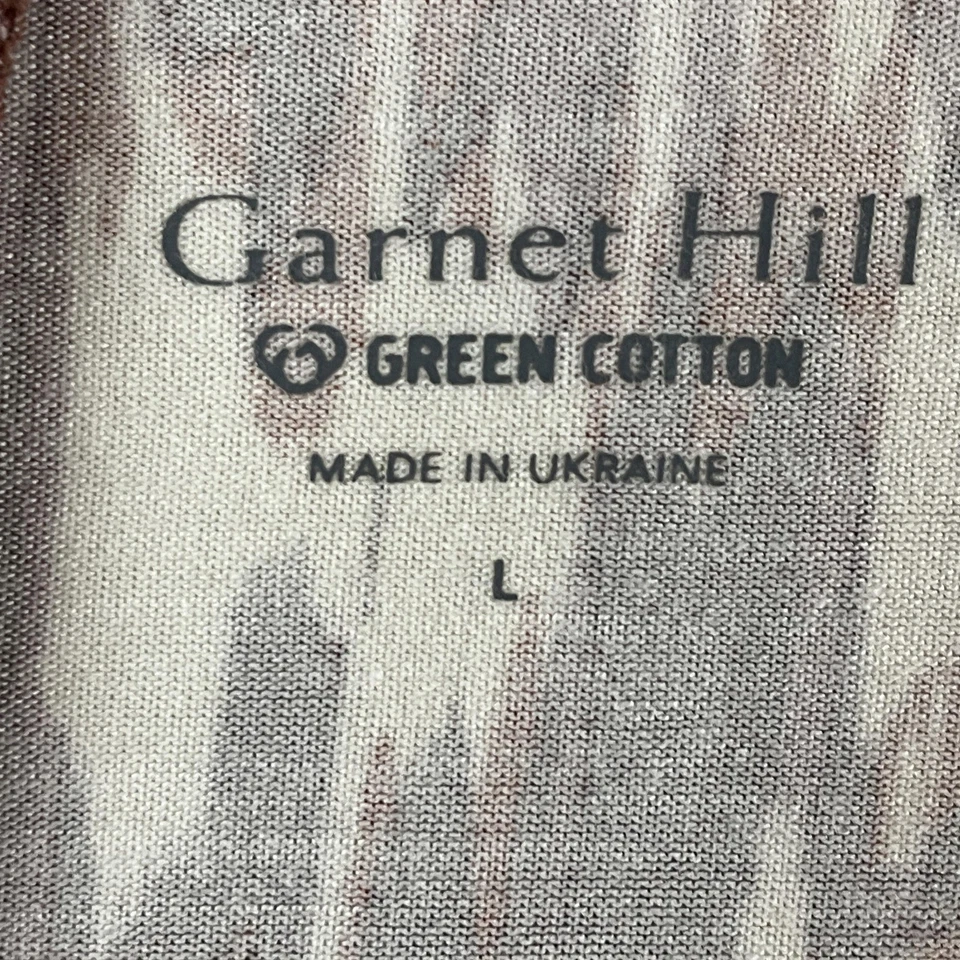 Garnet Hill
GREEN COTTON
MADE IN UKRAINE
L